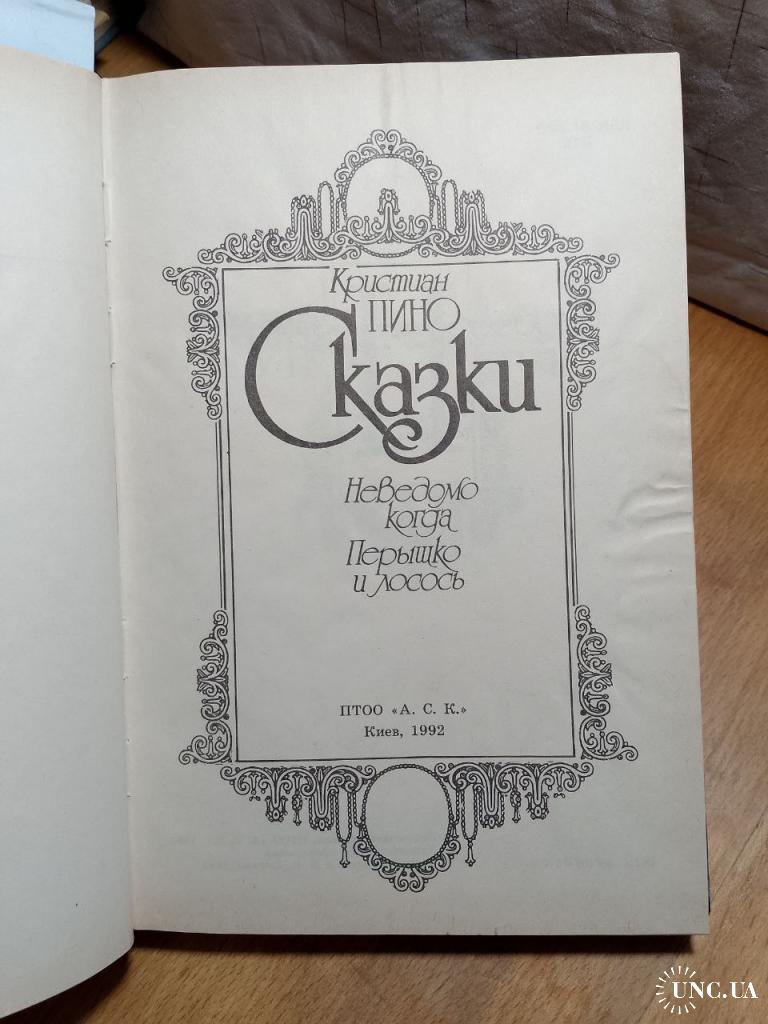 Кристиан
ПИНО
Сказки
Неведомо
когда
Перышко
и лосось
ПТОО «А. С. К.»
Киев, 1992
UNC.UA